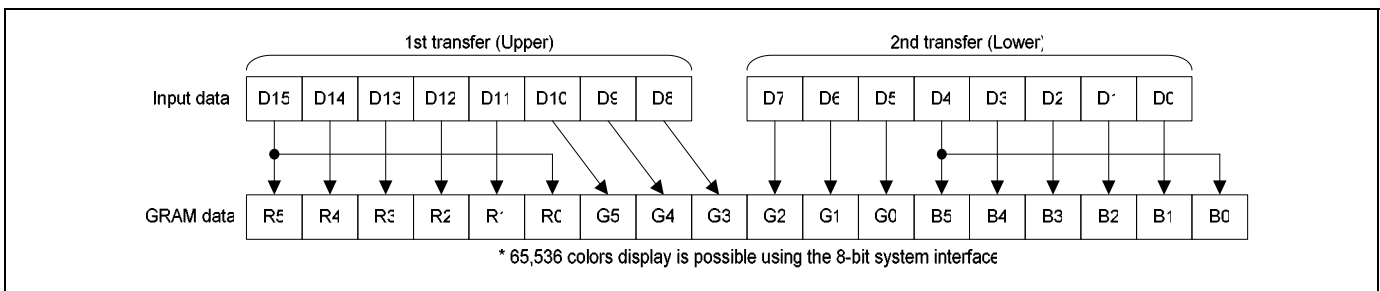 1st transfer (Upper) 2nd transfer (Lower)
Input data D15 D14 D13 D12 D11 D10 D9 D8 D7 D6 D5 D4 D3 D2 D1 D0
GRAM data R5 R4 R3 R2 R1 R0 G5 G4 G3 G2 G1 G0 B5 B4 B3 B2 B1 B0
* 65,536 colors display is possible using the 8-bit system interface